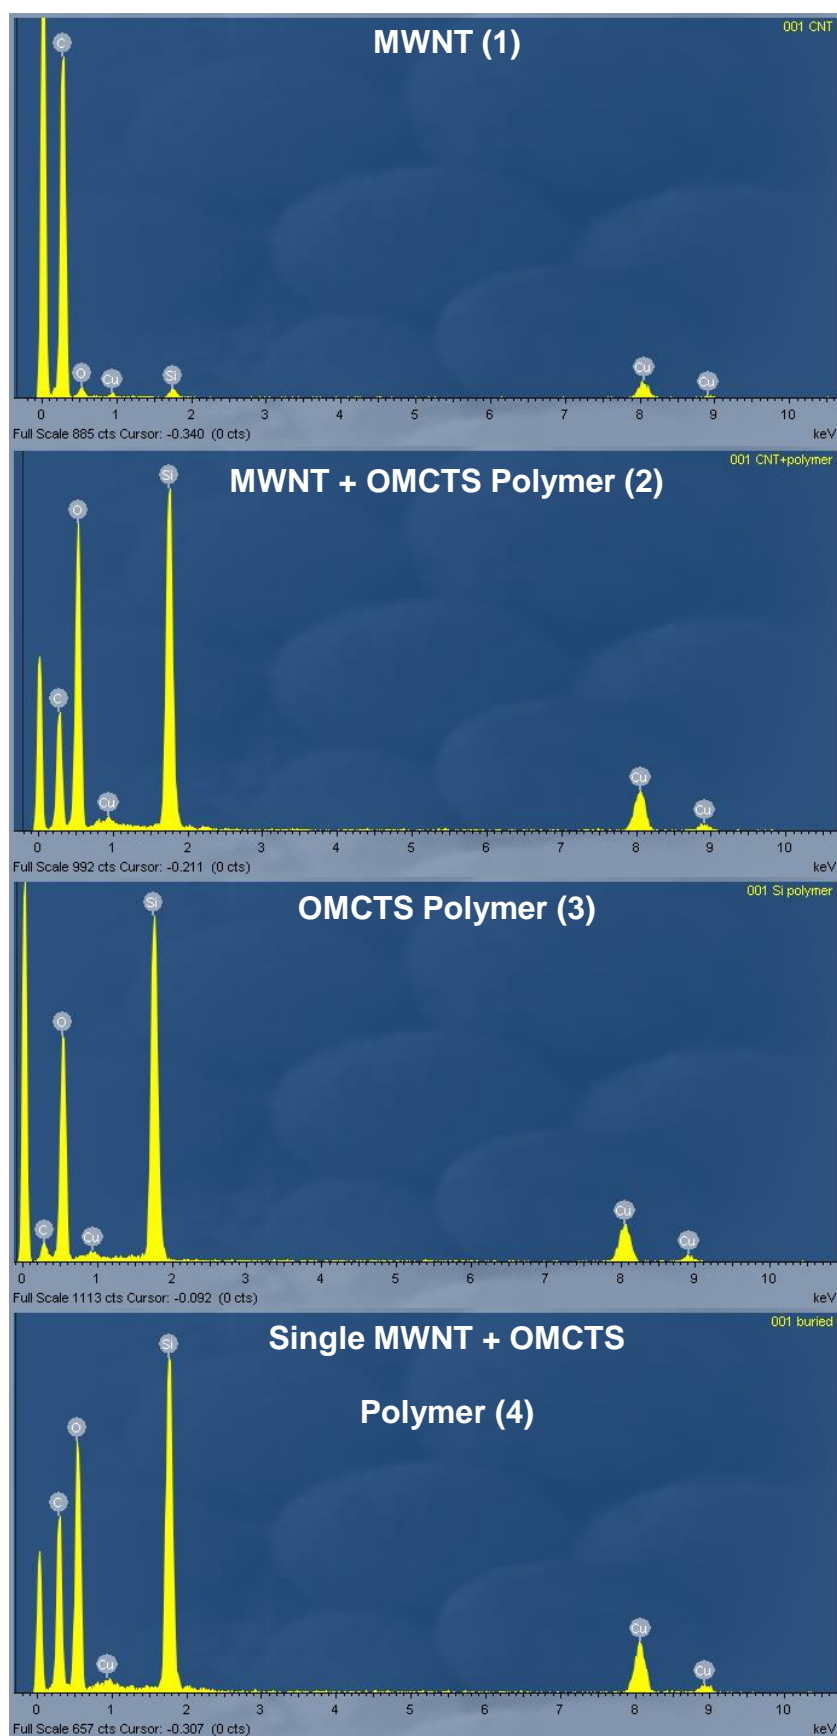 MWNT (1)
001 CNT
C
O
Cu
Si
Cu
Cu
0 1 2 3 4 5 6 7 8 9 10
Full Scale 885 cts Cursor: -0.340 (0 cts)
keV
MWNT + OMCTS Polymer (2)
001 CNT+polymer
Si
O
C
Cu
Cu
Cu
0 1 2 3 4 5 6 7 8 9 10
Full Scale 992 cts Cursor: -0.211 (0 cts)
keV
OMCTS Polymer (3)
001 Si polymer
Si
O
C
Cu
Cu
Cu
0 1 2 3 4 5 6 7 8 9 10
Full Scale 1113 cts Cursor: -0.092 (0 cts)
keV
Single MWNT + OMCTS
Polymer (4)
001 buried
Si
O
C
Cu
Cu
Cu
0 1 2 3 4 5 6 7 8 9 10
Full Scale 657 cts Cursor: -0.307 (0 cts)
keV